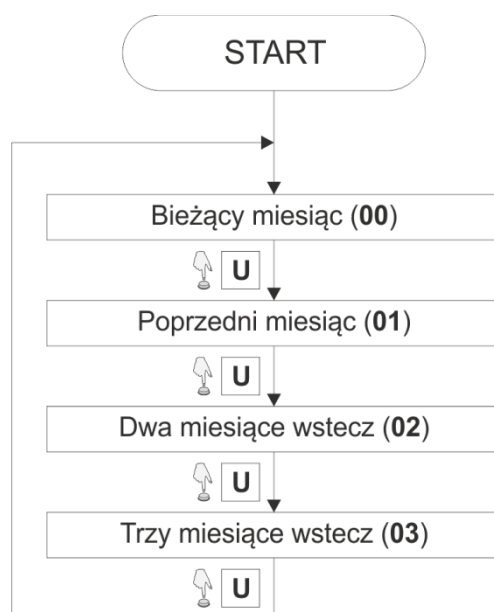 START
Bieżący miesiąc (00)
U
Poprzedni miesiąc (01)
U
Dwa miesiące wstecz (02)
U
Trzy miesiące wstecz (03)
U